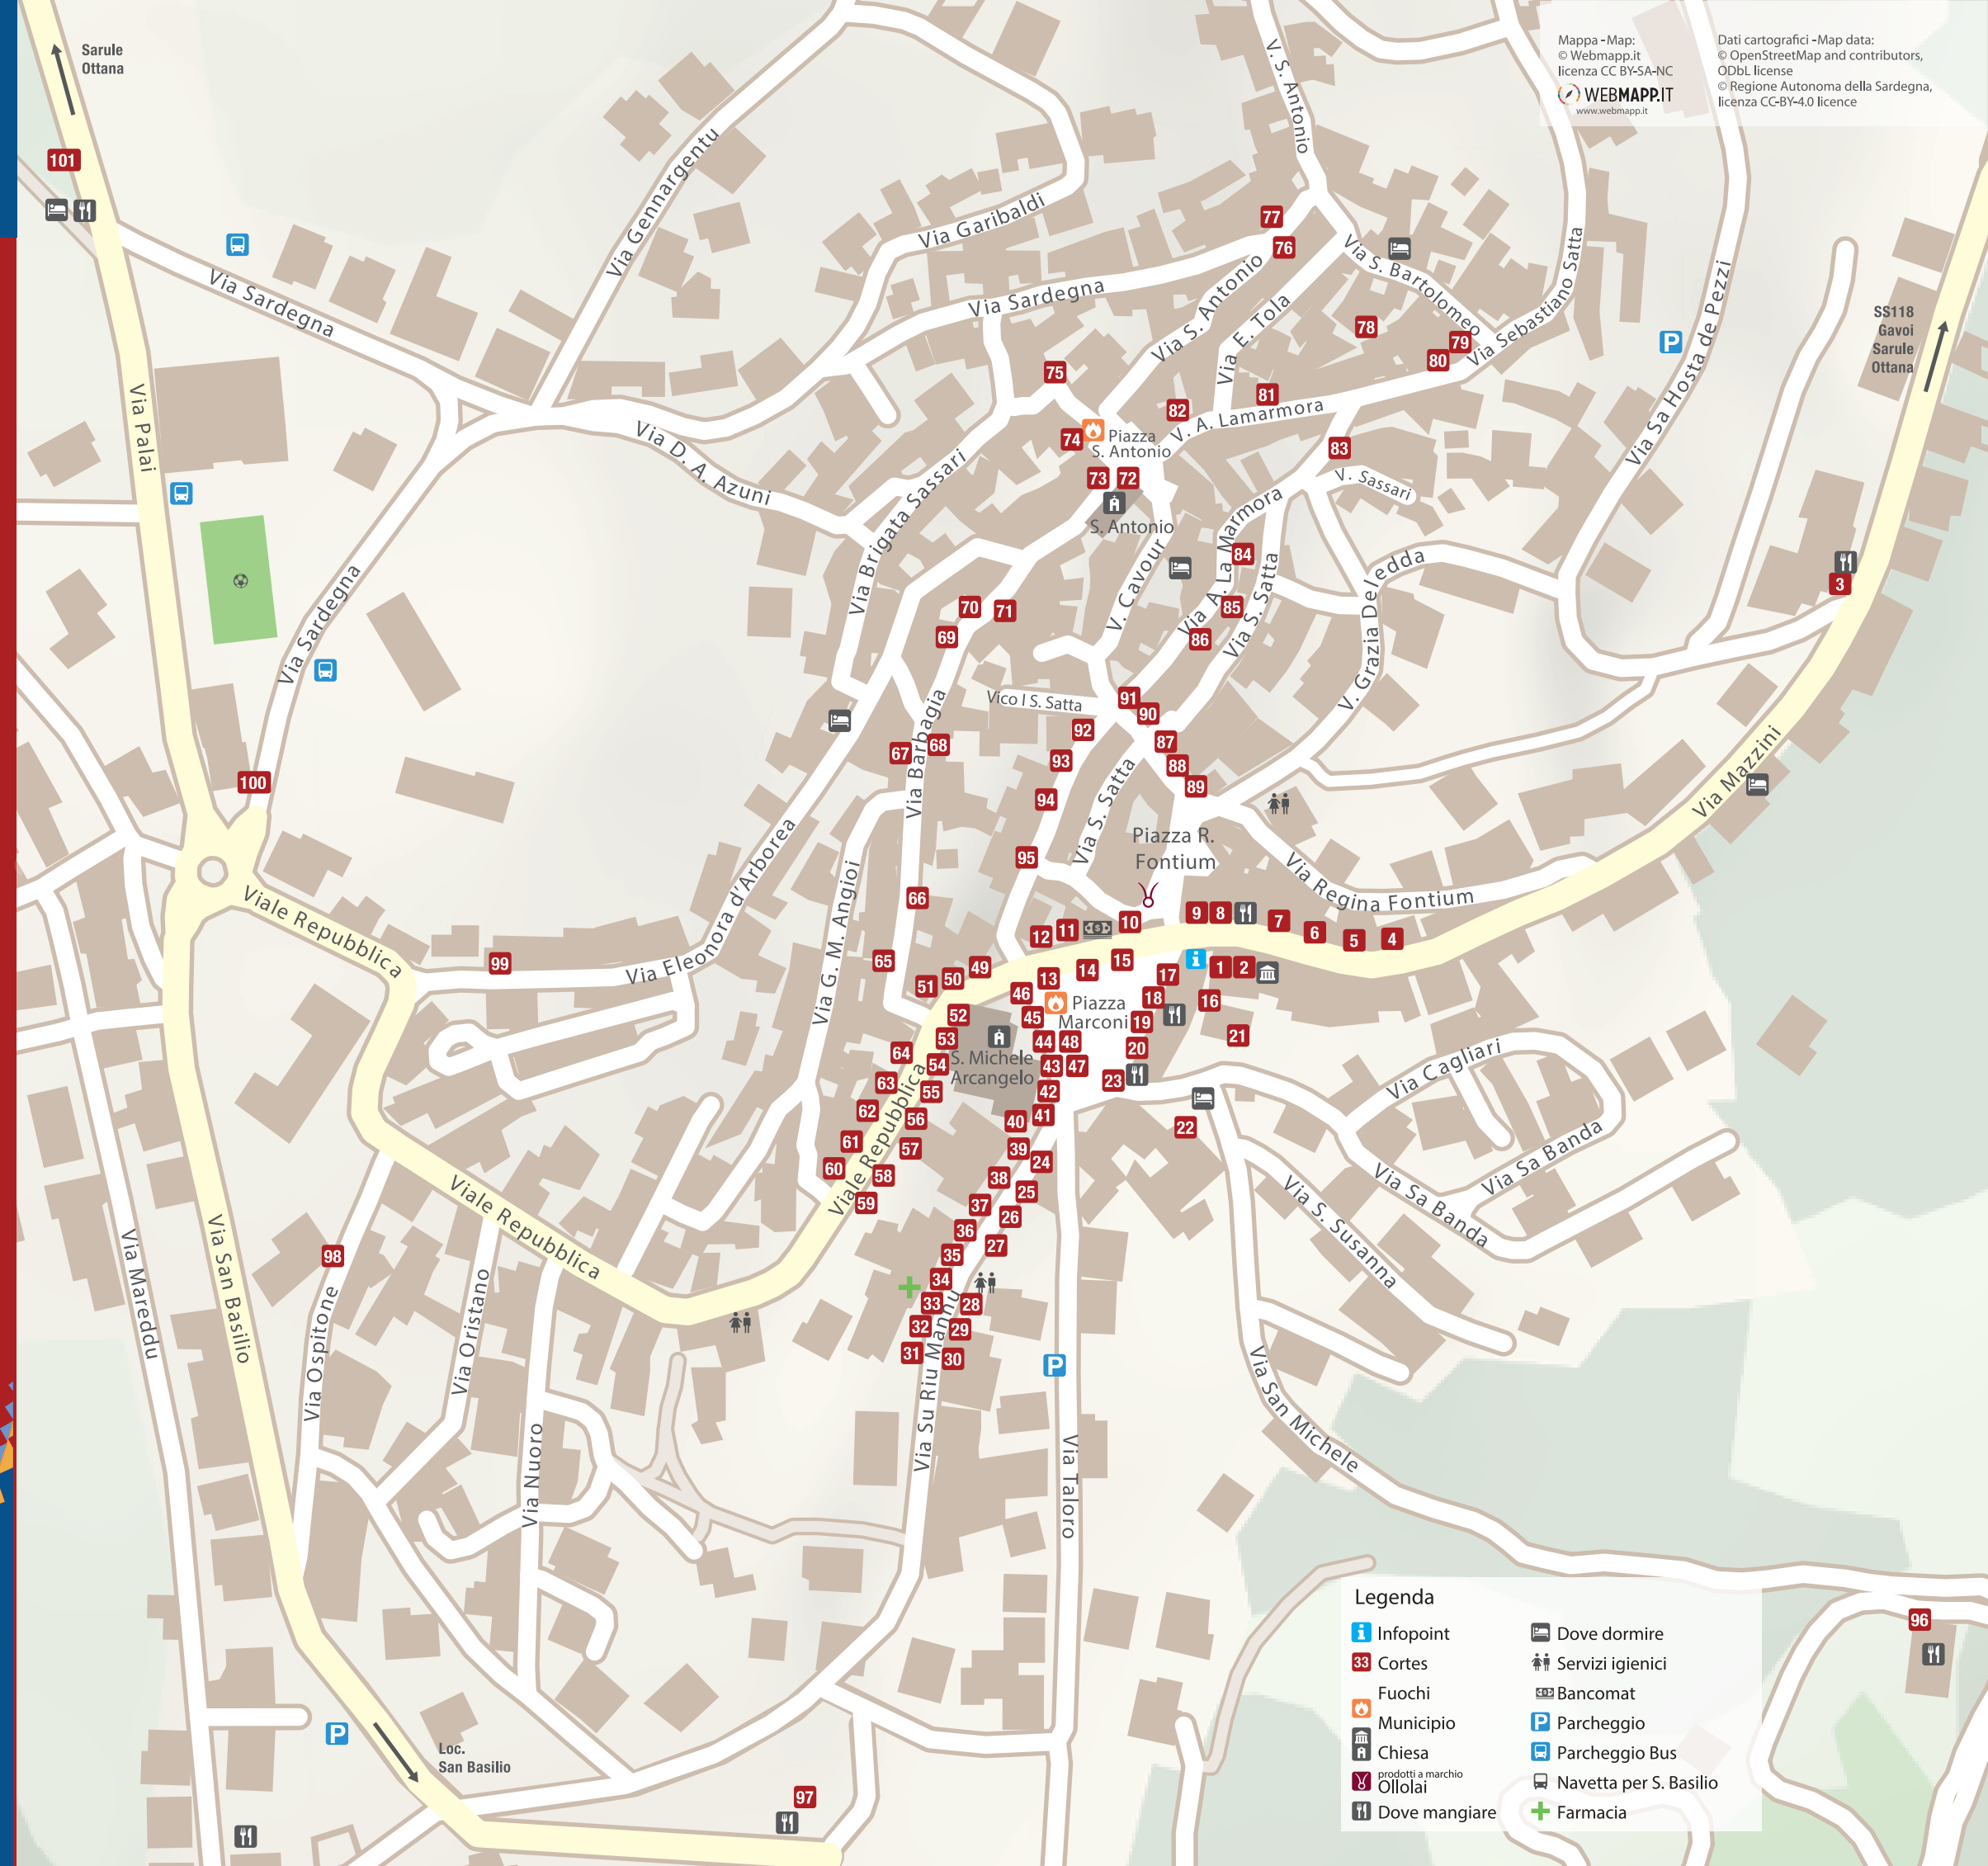 Sarule
Ottana
Mappa - Map:
© Webmapp.it
licenza CC BY-SA-NC
WEBMAPP.IT
www.webmapp.it
Dati cartografici - Map data:
© OpenStreetMap and contributors,
ODbL license
© Regione Autonoma della Sardegna,
licenza CC-BY-4.0 licence
V. S. Antonio
101
Via Gennargentu
Via Garibaldi
77
76
Via Sardegna
Via Sardegna
Via S. Antonio
Via E. Tola
Via S. Bartolomeo
Via Sebastiano Satta
Via Sa Hosta de Pezzi
P
SS118
Gavoi
Sarule
Ottana
78
79
80
75
81
82
V. A. Lamarmora
Via Palai
Via D. A. Azuni
74
Piazza
S. Antonio
83
73
72
V. Sassari
S. Antonio
Via Brigata Sassari
V. Cavour
Via A. La Marmora
84
Via S. Satta
V. Grazia Deledda
3
Via Sardegna
70
71
85
69
86
Vico I S. Satta
91
90
92
87
67
68
93
88
Via Barbagia
89
94
100
Via S. Satta
Via Mazzini
Piazza R.
Fontium
95
Via Eleonora d'Arborea
Via G. M. Angioi
66
Via Regina Fontium
Viale Repubblica
9
8
7
10
6
11
12
5
4
99
65
49
15
14
i
1
2
50
13
17
51
46
18
16
Piazza
Marconi
52
45
19
21
53
44
48
20
S. Michele
Arcangelo
64
54
43
47
23
63
55
42
Via Cagliari
62
56
40
41
22
61
57
39
24
60
58
38
25
59
37
26
Viale Repubblica
36
27
35
Via Sa Banda
Via Sa Banda
Via S. Susanna
Viale Repubblica
98
34
33
28
32
29
31
30
Via Mareddu
Via San Basilio
Via Ospitone
Via Oristano
Via Nuoro
Via Su Riu Mannu
P
Via Taloro
Via San Michele
96
P
Loc.
San Basilio
97
Legenda
i Infopoint
33 Cortes
Fuochi
Municipio
Chiesa
prodotti a marchio
Ollolai
Dove mangiare
Dove dormire
Servizi igienici
Bancomat
P Parcheggio
Parcheggio Bus
Navetta per S. Basilio
Farmacia